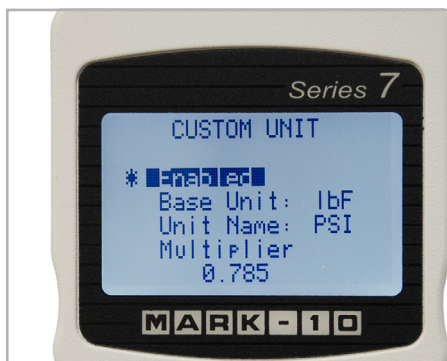 Series 7
CUSTOM UNIT
* Enabled
Base Unit: lbF
Unit Name: PSI
Multiplier
0.785
MARK-10